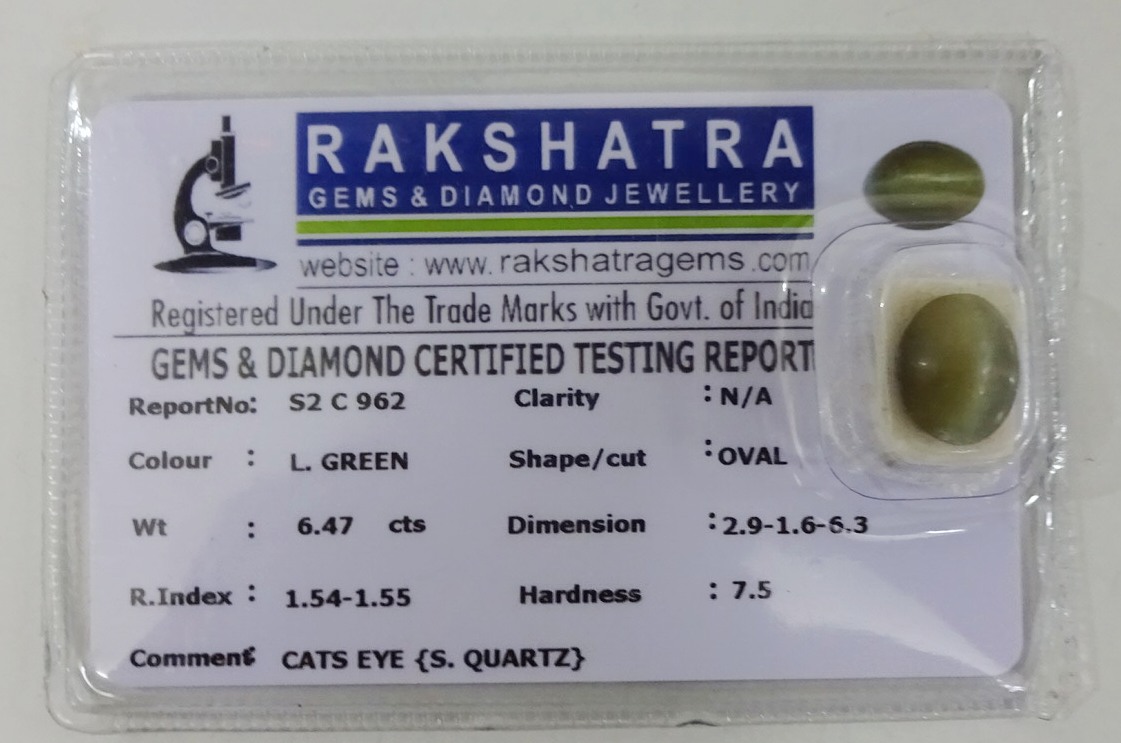 RAKSHATRA
GEMS & DIAMOND JEWELLERY
website : www. rakshatragems .com
Registered Under The Trade Marks with Govt. of India
GEMS & DIAMOND CERTIFIED TESTING REPORT
ReportNo: S2 C 962 Clarity : N/A
Colour : L. GREEN Shape/cut : OVAL
Wt : 6.47 cts Dimension : 2.9-1.6-6.3
R.Index : 1.54-1.55 Hardness : 7.5
Comment : CATS EYE {S. QUARTZ}